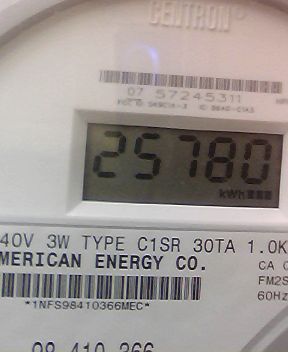 CENTRON®
07 57245311
25780
kWh
40V 3W TYPE C1SR 30TA 1.0K
MERICAN ENERGY CO.
CA 0
FM2S
60Hz
*1NFS98410366MEC*
98 410 366